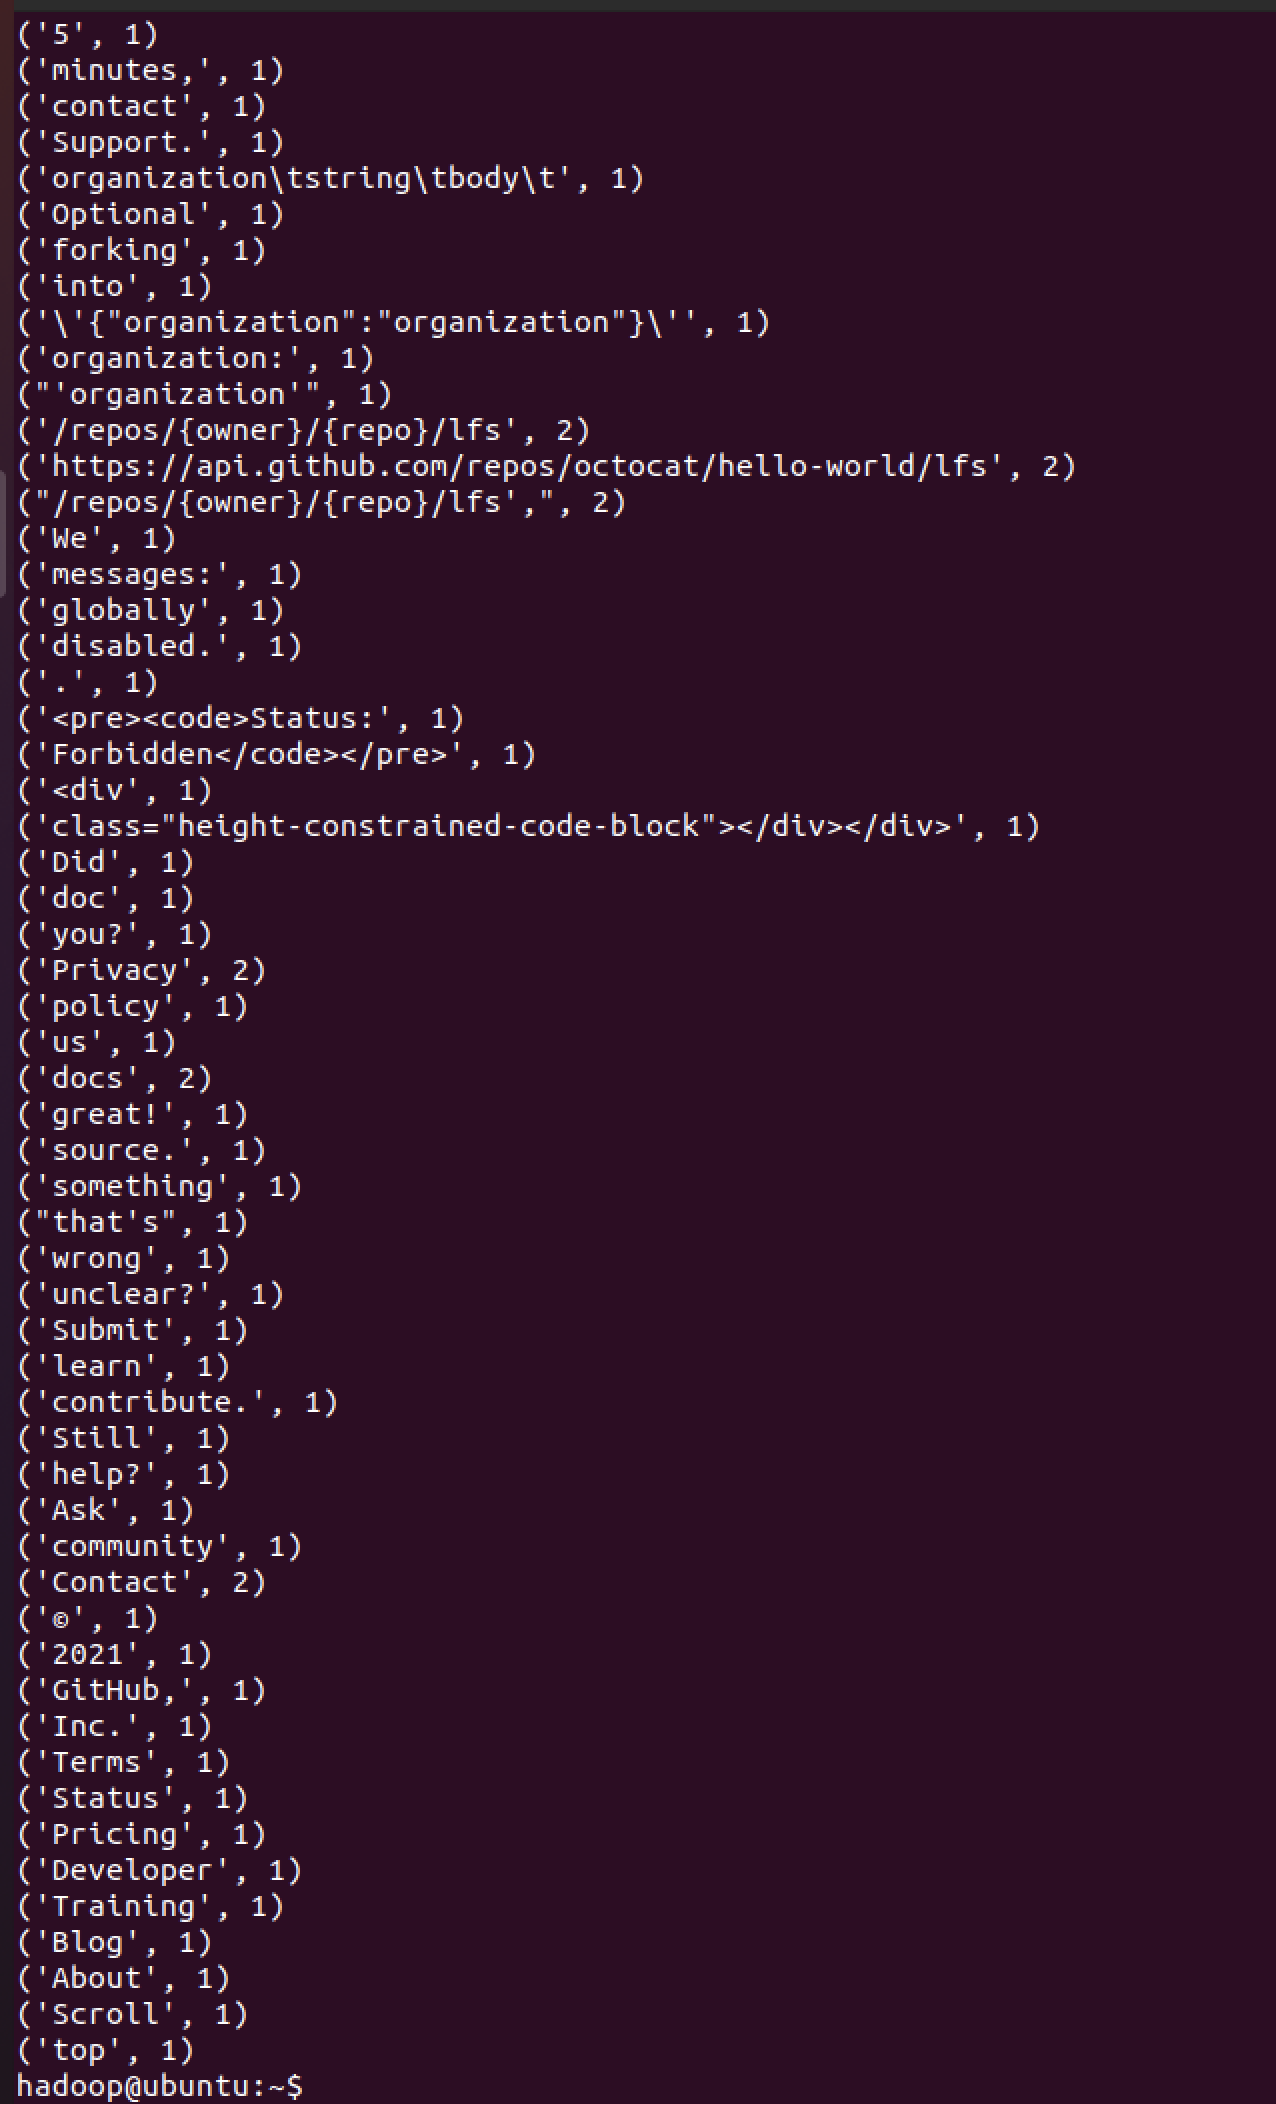 ('5', 1)
('minutes,', 1)
('contact', 1)
('Support.', 1)
('organization\tstring\tbody\t', 1)
('Optional', 1)
('forking', 1)
('into', 1)
('\'{"organization":"organization"}\'', 1)
('organization:', 1)
("'organization'", 1)
('/repos/{owner}/{repo}/lfs', 2)
('https://api.github.com/repos/octocat/hello-world/lfs', 2)
("/repos/{owner}/{repo}/lfs',", 2)
('We', 1)
('messages:', 1)
('globally', 1)
('disabled.', 1)
('.', 1)
('<pre><code>Status:', 1)
('Forbidden</code></pre>', 1)
('<div', 1)
('class="height-constrained-code-block"></div></div>', 1)
('Did', 1)
('doc', 1)
('you?', 1)
('Privacy', 2)
('policy', 1)
('us', 1)
('docs', 2)
('great!', 1)
('source.', 1)
('something', 1)
("that's", 1)
('wrong', 1)
('unclear?', 1)
('Submit', 1)
('learn', 1)
('contribute.', 1)
('Still', 1)
('help?', 1)
('Ask', 1)
('community', 1)
('Contact', 2)
('©', 1)
('2021', 1)
('GitHub,', 1)
('Inc.', 1)
('Terms', 1)
('Status', 1)
('Pricing', 1)
('Developer', 1)
('Training', 1)
('Blog', 1)
('About', 1)
('Scroll', 1)
('top', 1)
hadoop@ubuntu:~$